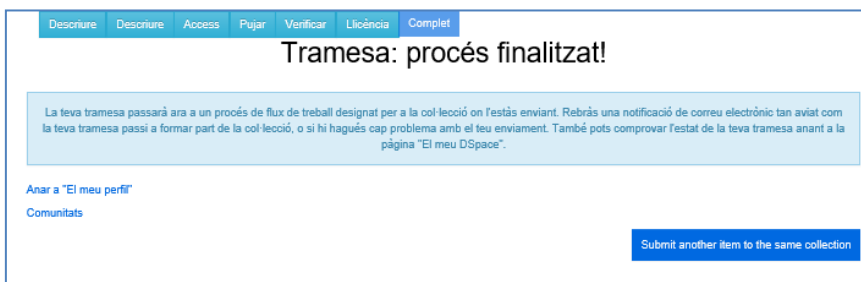 Descriure Descriure Access Pujar Verificar Llicència Complet
Tramesa: procés finalitzat!
La teva tramesa passarà ara a un procés de flux de treball designat per a la col·lecció on l'estàs enviant. Rebràs una notificació de correu electrònic tan aviat com
la teva tramesa passi a formar part de la col·lecció, o si hi hagués cap problema amb el teu enviament. També pots comprovar l'estat de la teva tramesa anant a la
pàgina "El meu DSpace".
Anar a "El meu perfil"
Comunitats
Submit another item to the same collection